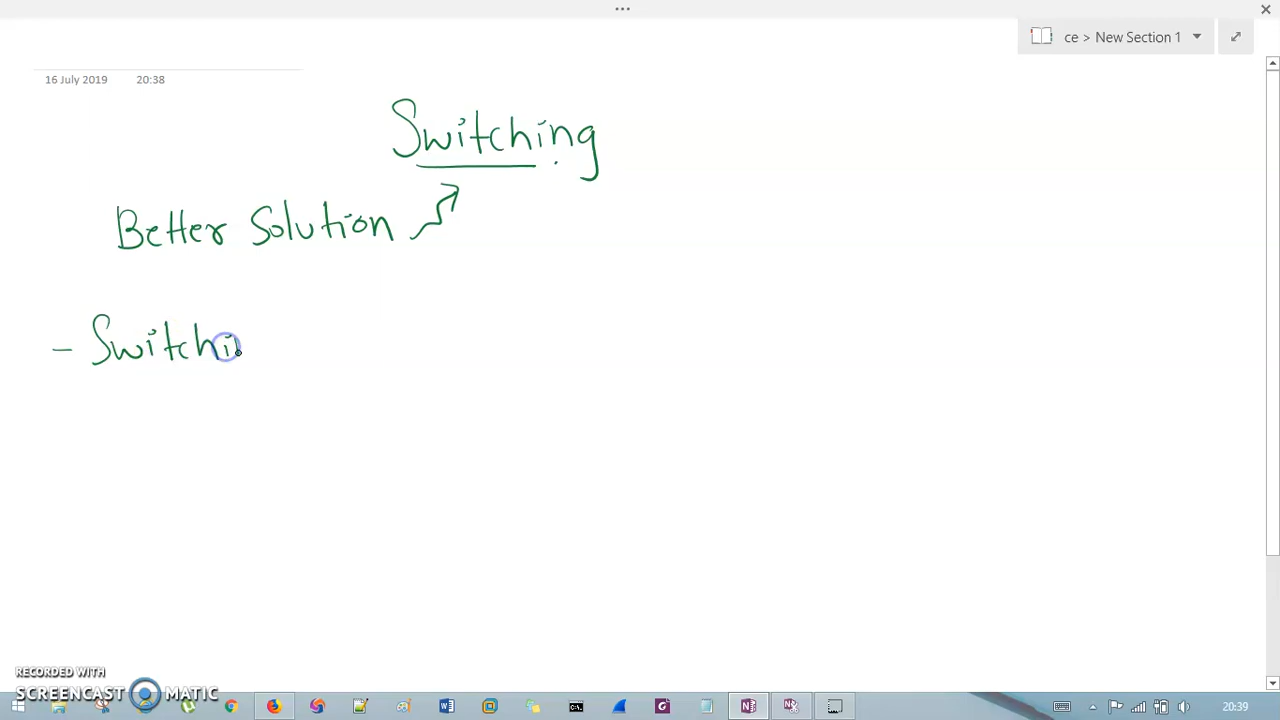 ce > New Section 1
16 July 2019 20:38
Switching
Better Solution
- Switchi
RECORDED WITH
SCREENCAST MATIC
20:39